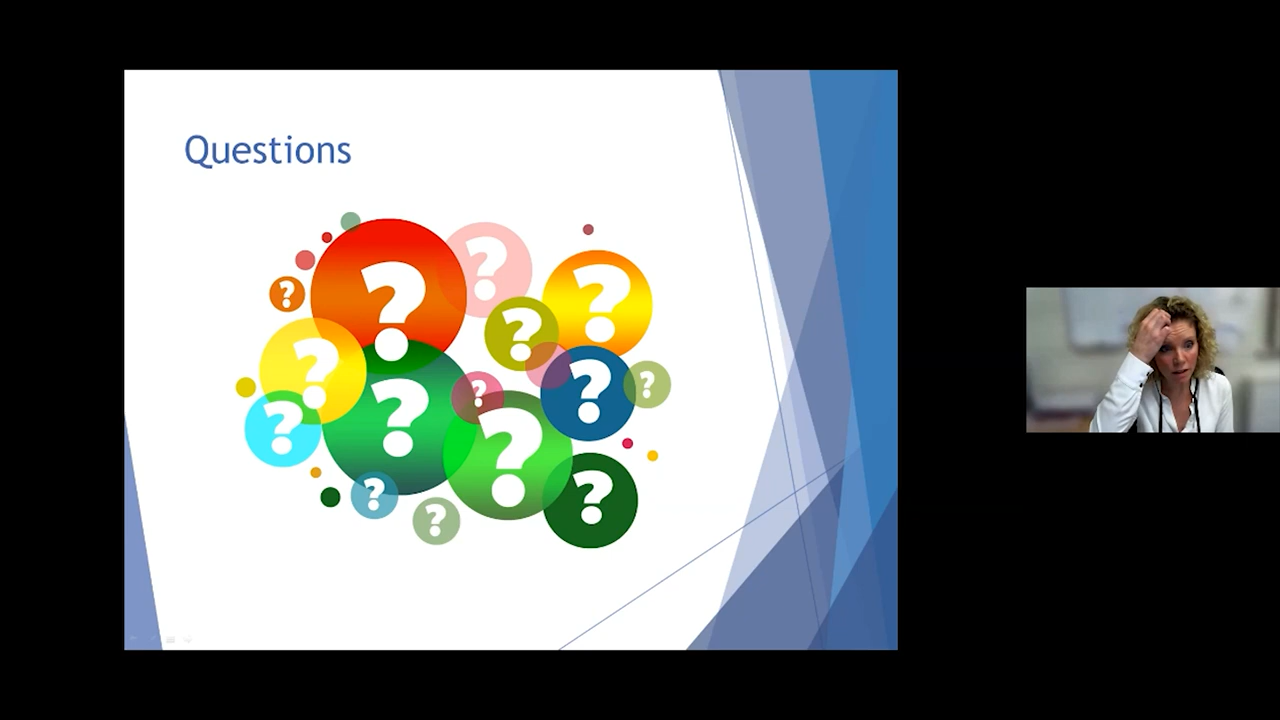 Questions
? ? ? ?
? ?
? ? ? ? ?
? ?
? ? ?